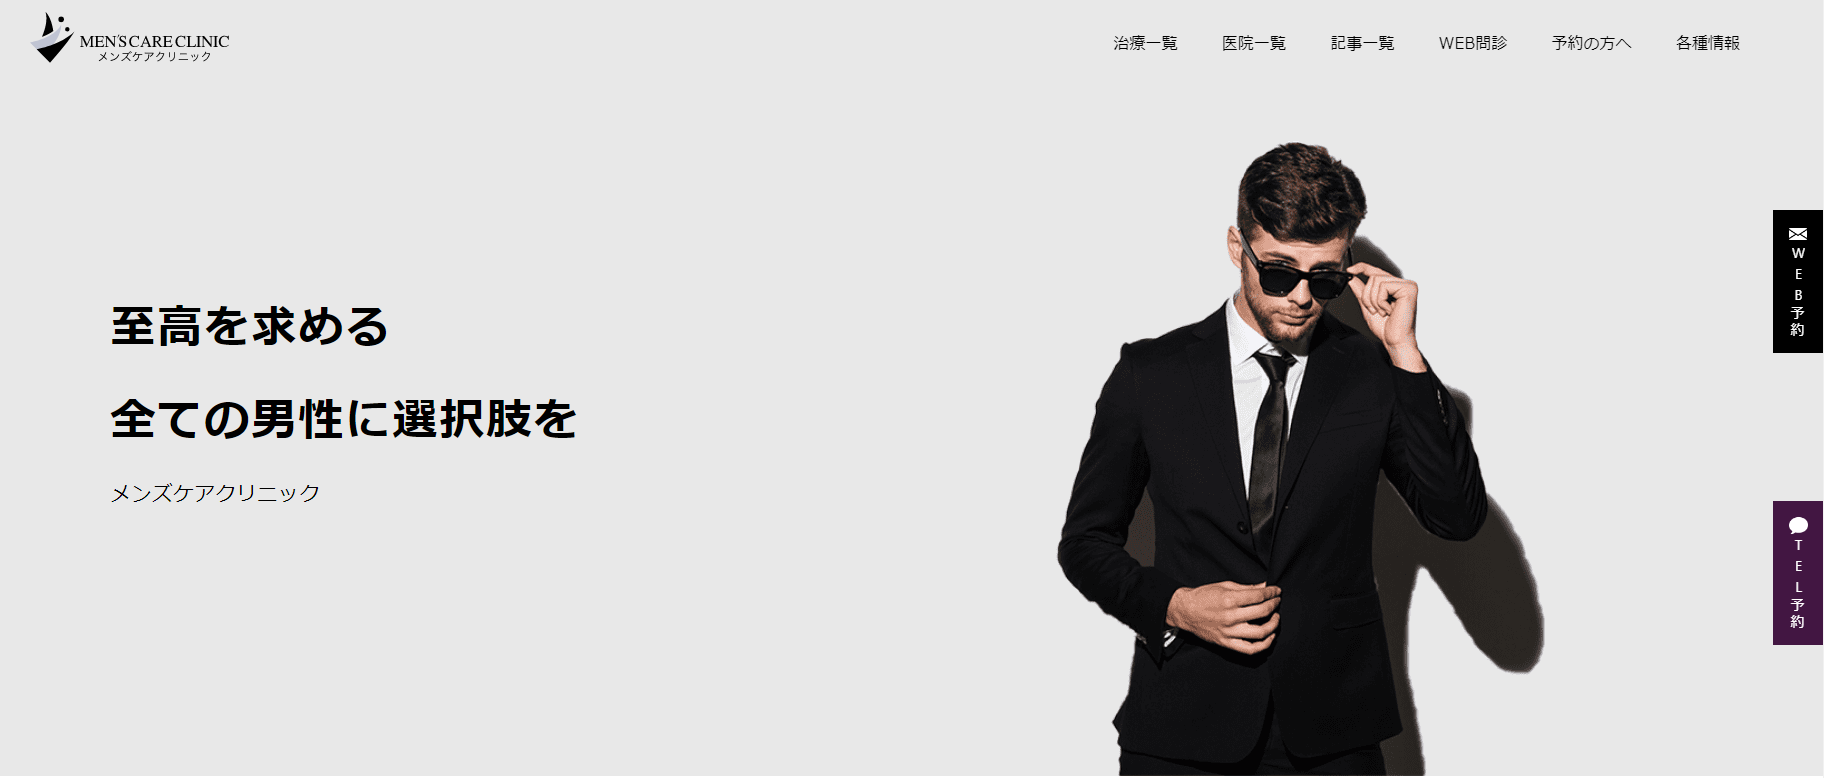 MEN'S CARE CLINIC
メンズケアクリニック
治療一覧 医院一覧 記事一覧 WEB問診 予約の方へ 各種情報
至高を求める
全ての男性に選択肢を
メンズケアクリニック
WEB予約
TEL予約